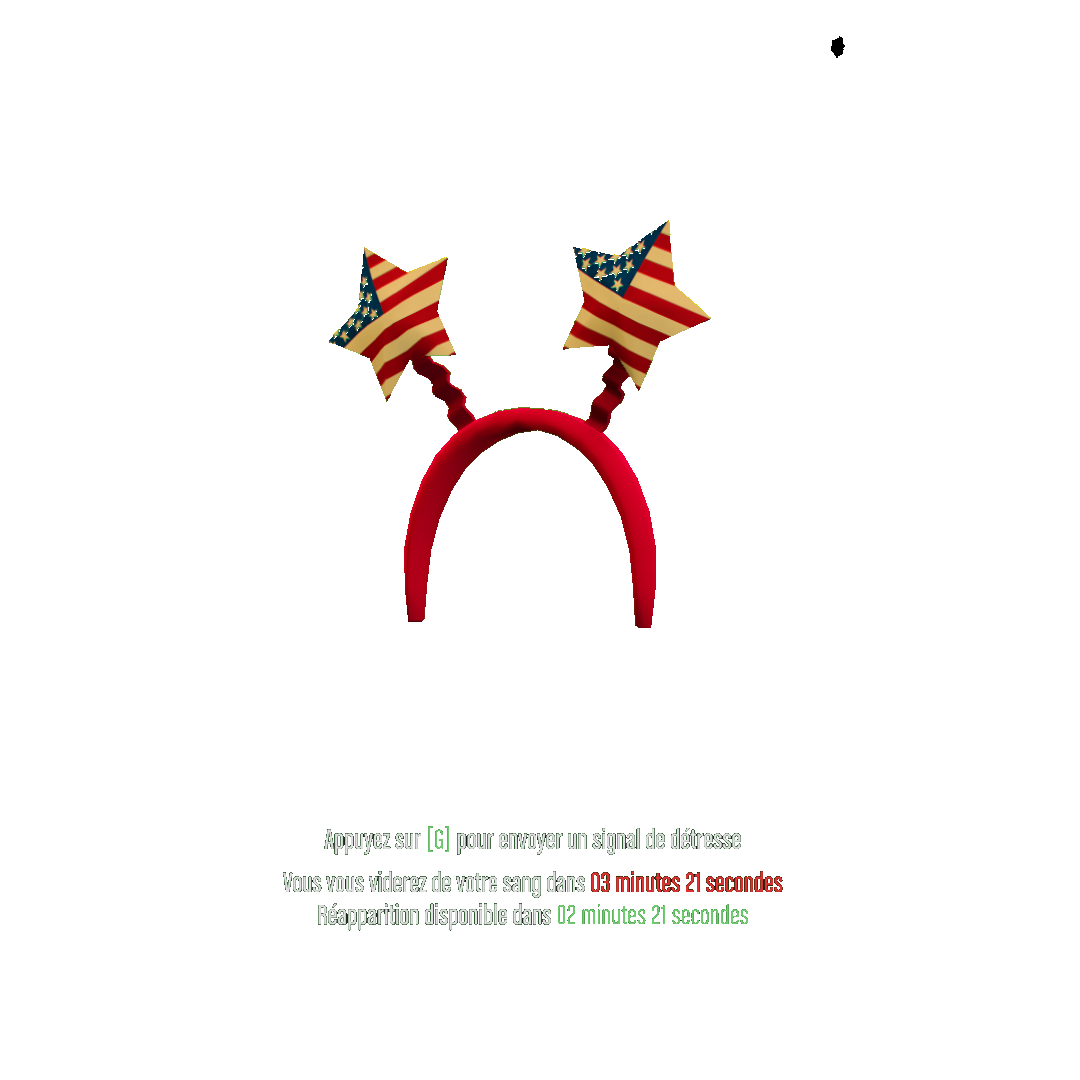 Appuyez sur [G] pour envoyer un signal de détresse
Vous vous viderez de votre sang dans 03 minutes 21 secondes
Réapparition disponible dans 02 minutes 21 secondes